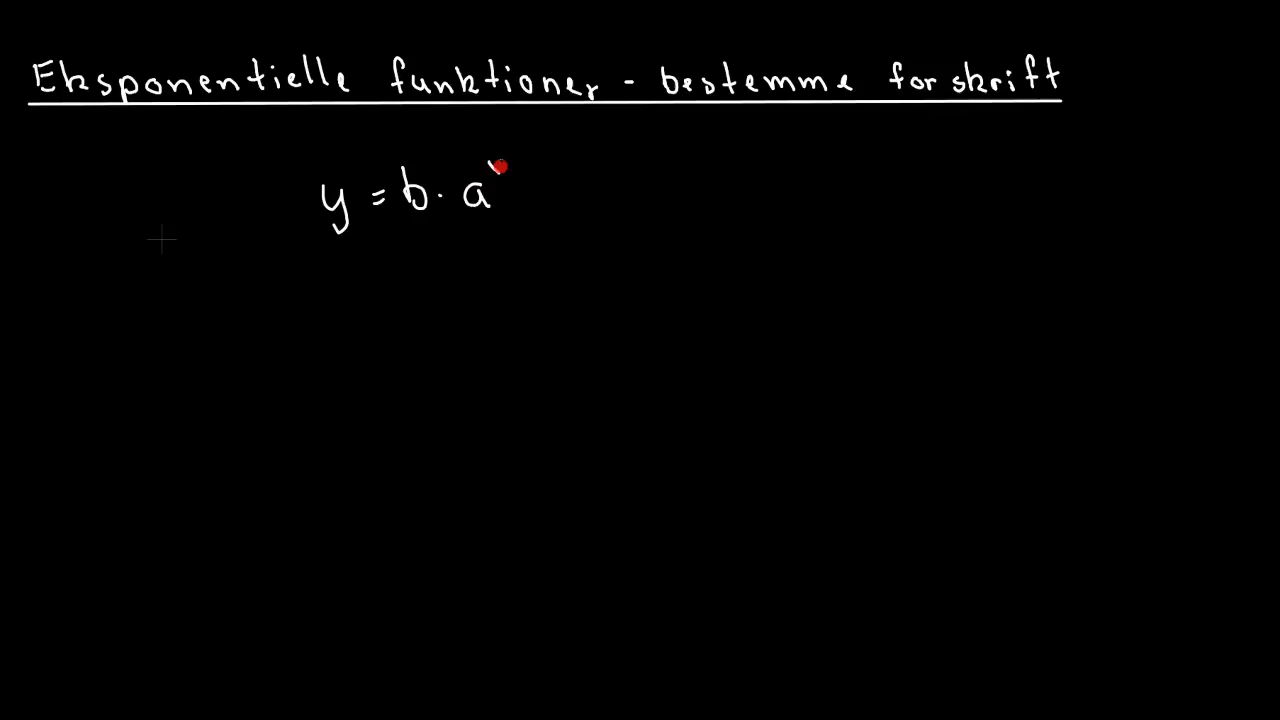 Eksponentielle funktioner - bestemme forskrift
y = b · a